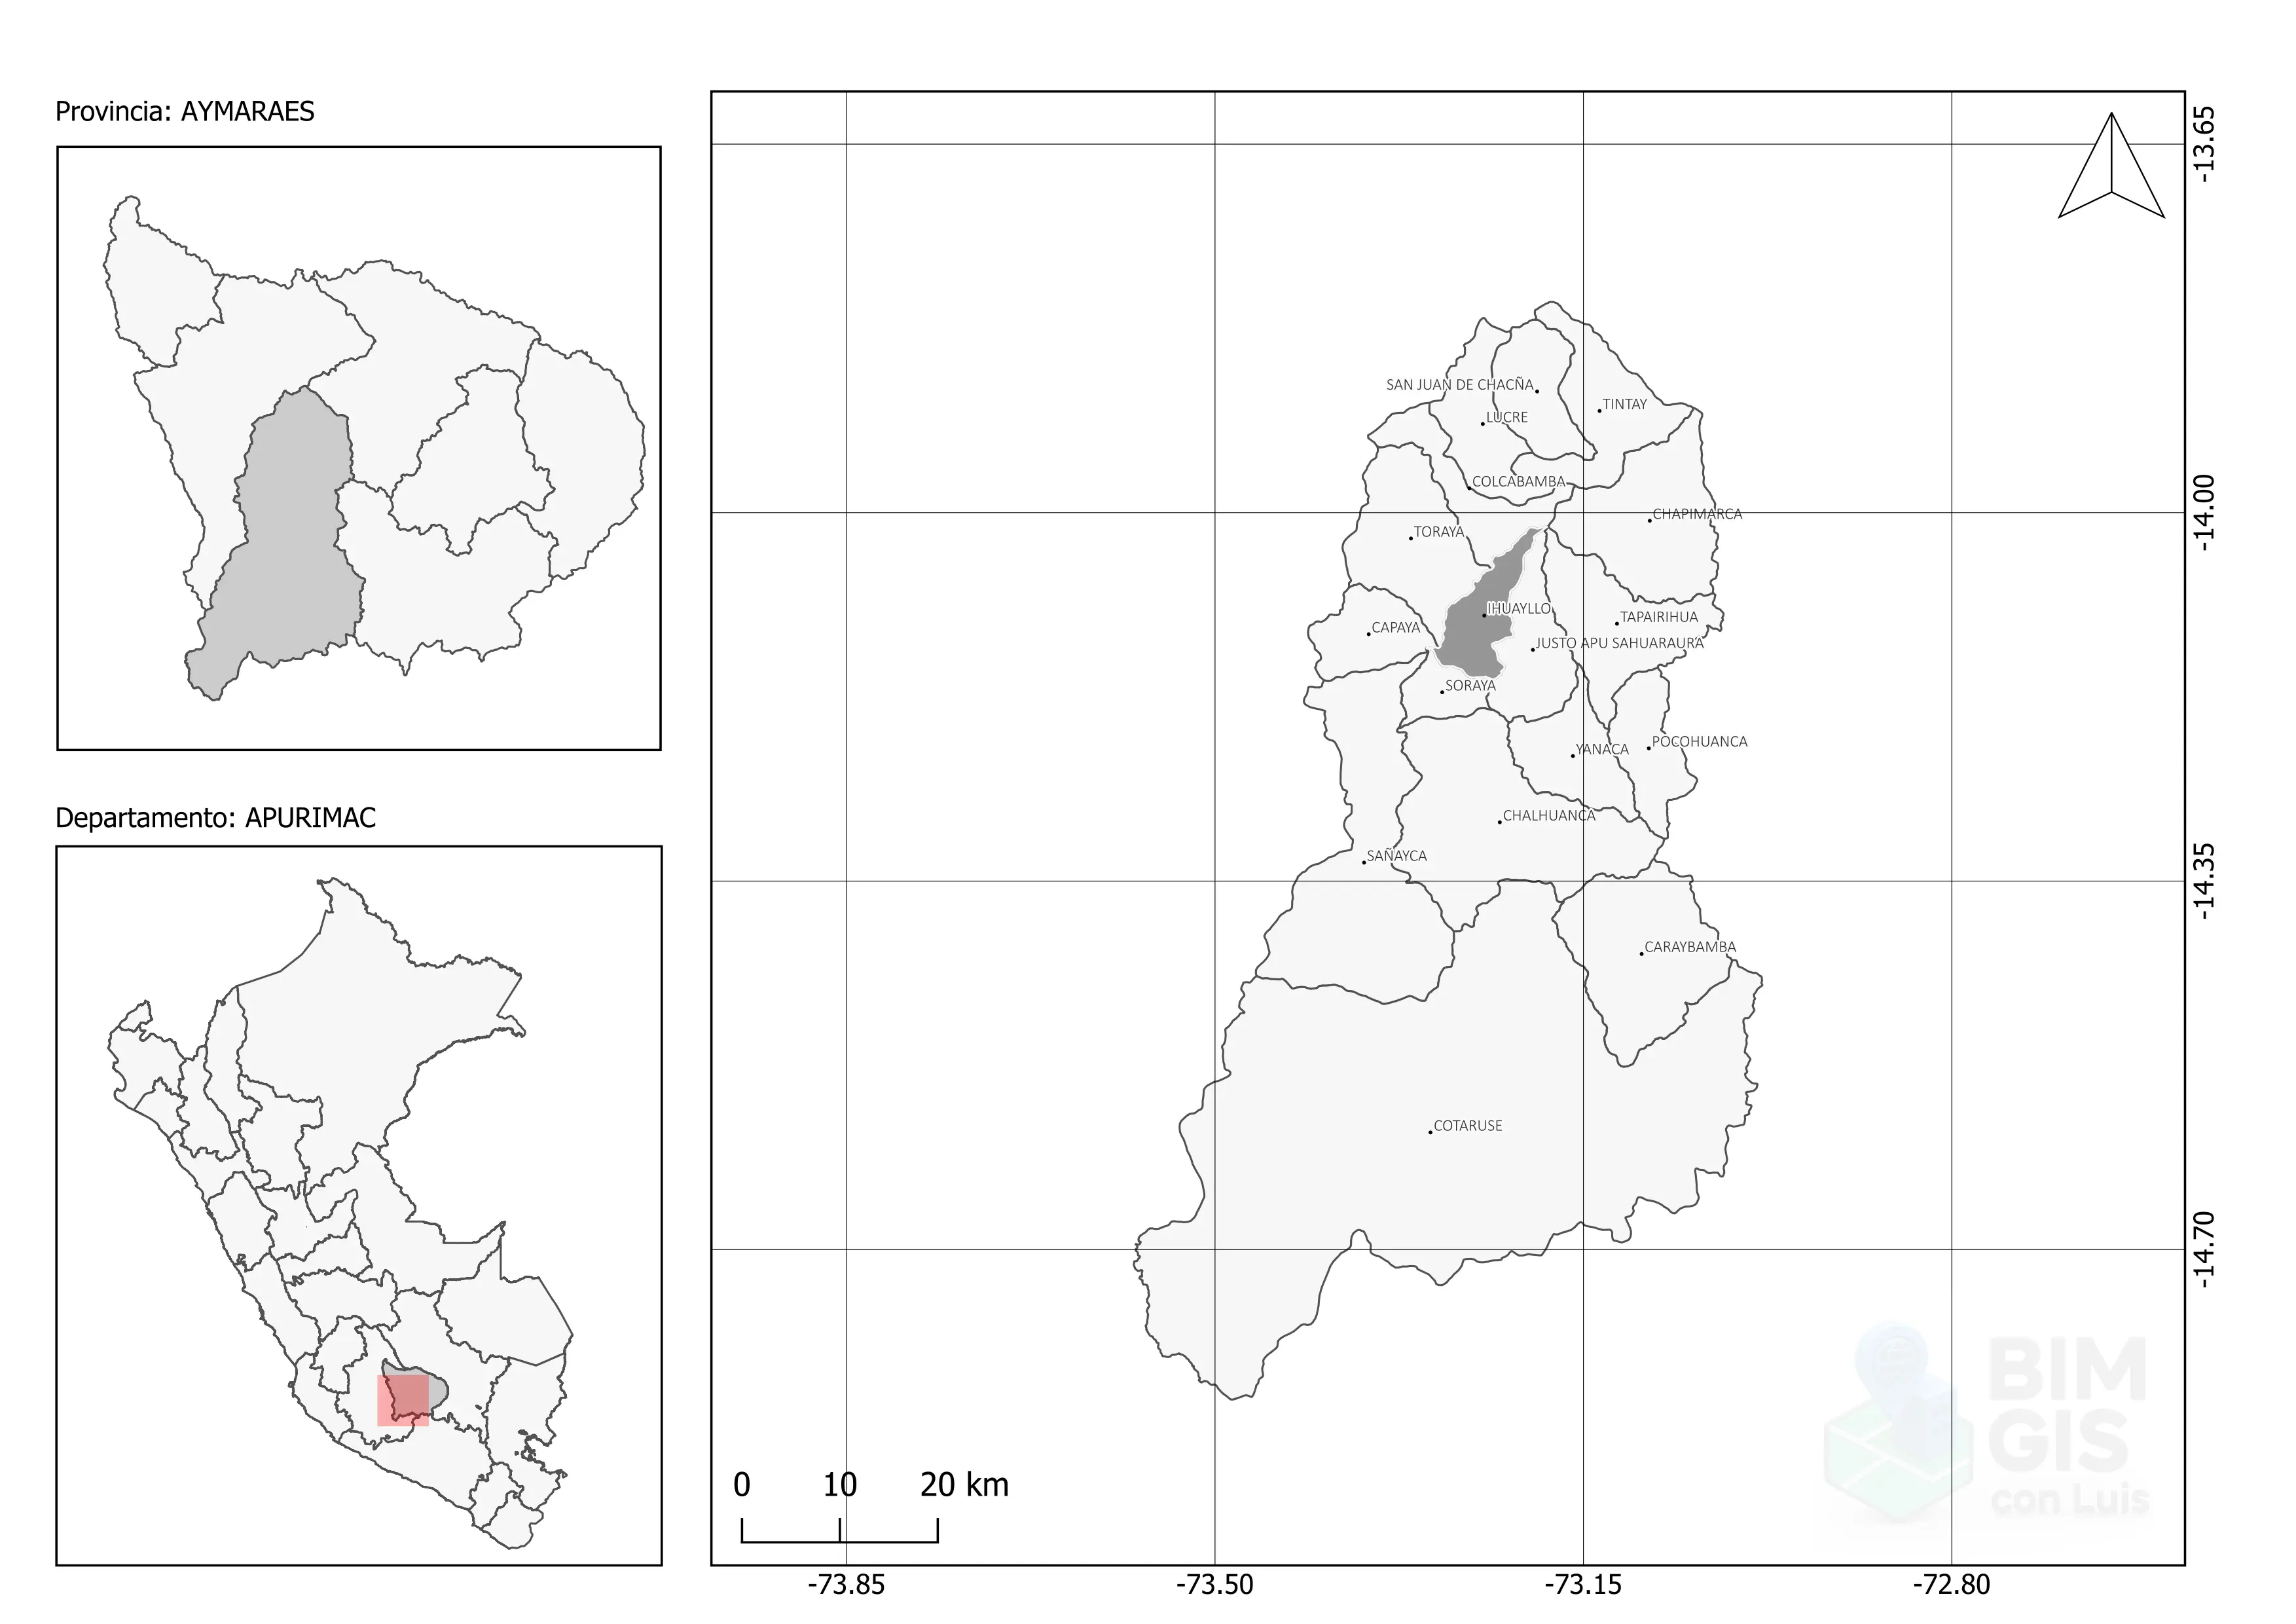 Provincia: AYMARAES
Departamento: APURIMAC
SAN JUAN DE CHACÑA
TINTAY
LUCRE
COLCABAMBA
CHAPIMARCA
TORAYA
IHUAYLLO
TAPAIRIHUA
CAPAYA
JUSTO APU SAHUARAURA
SORAYA
POCOHUANCA
YANACA
CHALHUANCA
SAÑAYCA
CARAYBAMBA
COTARUSE
-13.65
-14.00
-14.35
-14.70
0 10 20 km
-73.85 -73.50 -73.15 -72.80
BIM
GIS
con Luis